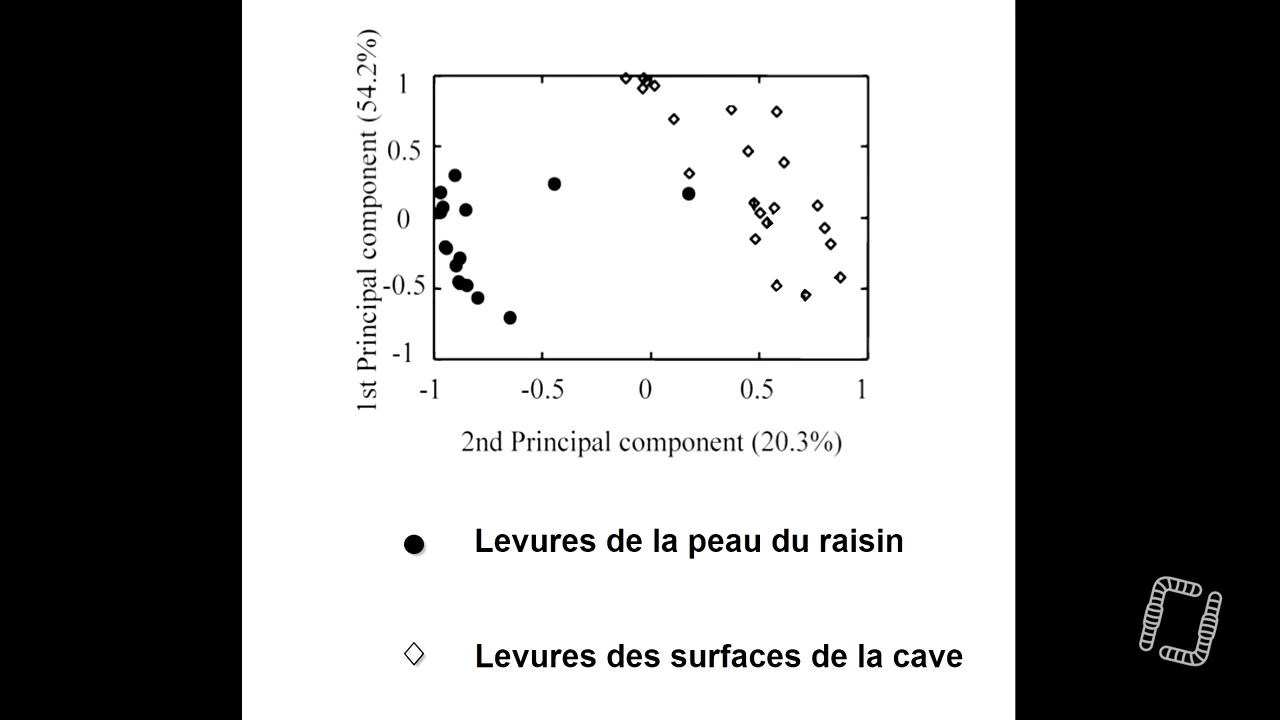 1st Principal component (54.2%)
1
0.5
0
-0.5
-1
-1 -0.5 0 0.5 1
2nd Principal component (20.3%)
Levures de la peau du raisin
Levures des surfaces de la cave